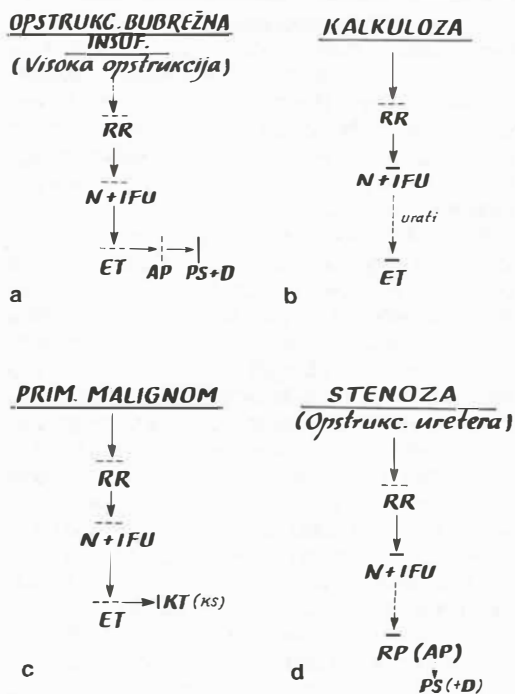 OPSTRUKC. BUBREŽNA
INSUF.
(Visoka opstrukcija)
RR
N+IFU
ET AP PS+D
a
KALKULOZA
RR
N+IFU
urati
ET
b
PRIM. MALIGNOM
RR
N+IFU
ET KT (KS)
c
STENOZA
(Opstrukc. uretera)
RR
N+IFU
RP (AP)
PS (+D)
d